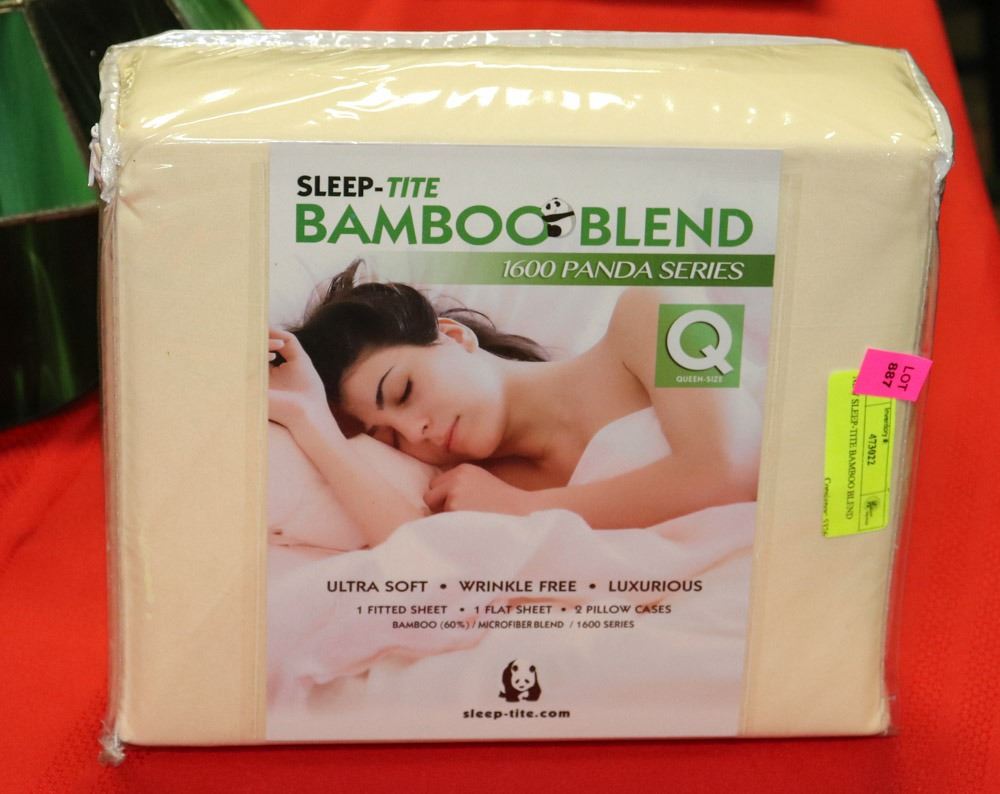 SLEEP-TITE
BAMBOO BLEND
1600 PANDA SERIES
Q
QUEEN-SIZE
LOT
887
Inventory #
473022
SLEEP-TITE BAMBOO BLEND
ULTRA SOFT • WRINKLE FREE • LUXURIOUS
1 FITTED SHEET • 1 FLAT SHEET • 2 PILLOW CASES
BAMBOO (60%) / MICROFIBER BLEND / 1600 SERIES
sleep-tite.com